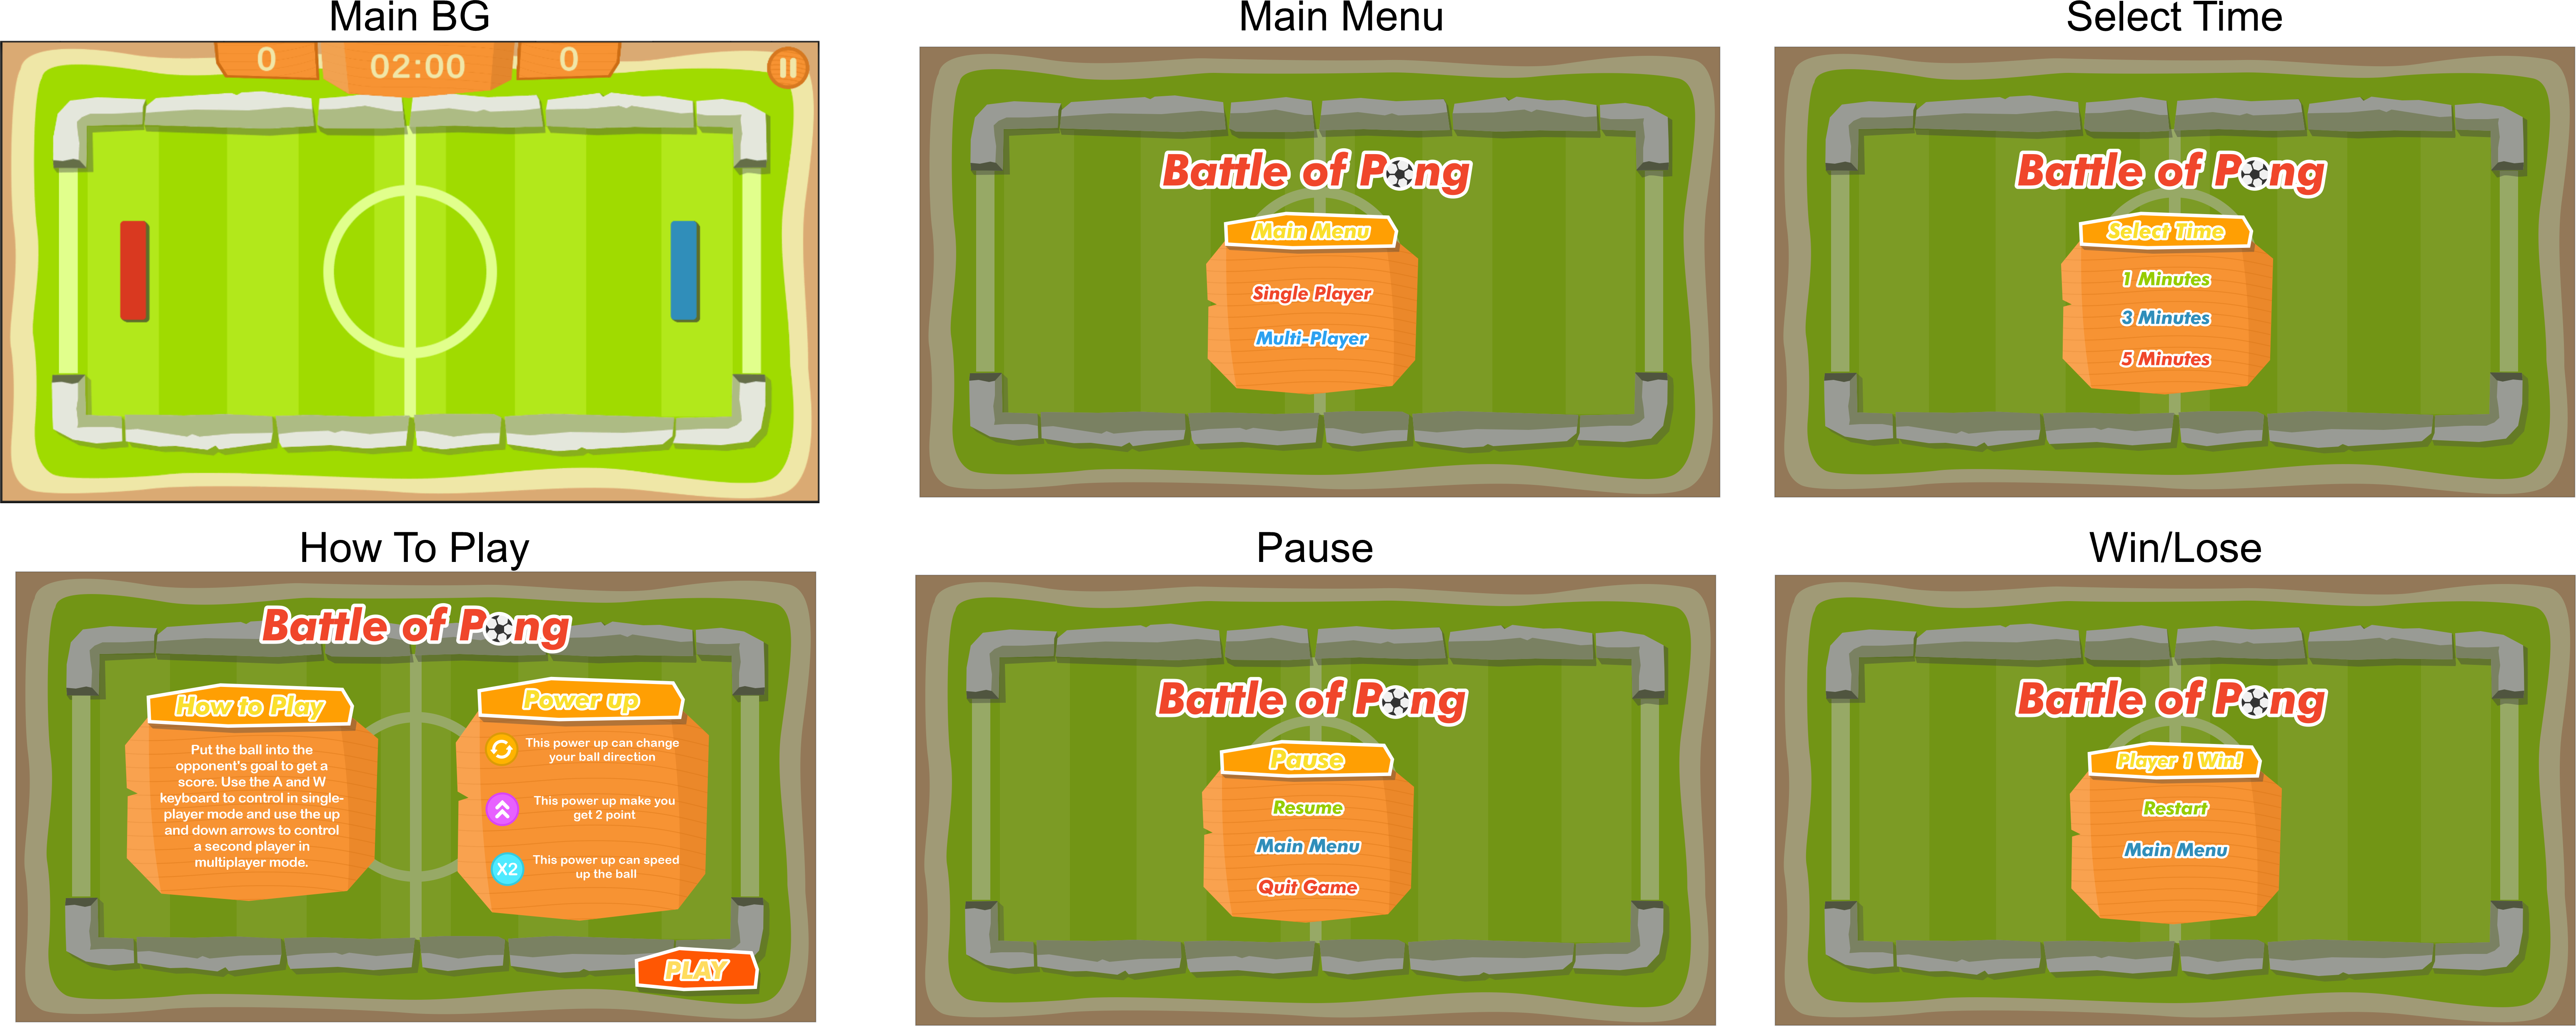 Main BG
0
02:00
0
Main Menu
Battle of Pong
Main Menu
Single Player
Multi-Player
Select Time
Battle of Pong
Select Time
1 Minutes
3 Minutes
5 Minutes
How To Play
Battle of Pong
How to Play
Put the ball into the
opponent's goal to get a
score. Use the A and W
keyboard to control in single-
player mode and use the up
and down arrows to control
a second player in
multiplayer mode.
Power up
This power up can change
your ball direction
This power up make you
get 2 point
X2
This power up can speed
up the ball
PLAY
Pause
Battle of Pong
Pause
Resume
Main Menu
Quit Game
Win/Lose
Battle of Pong
Player 1 Win!
Restart
Main Menu